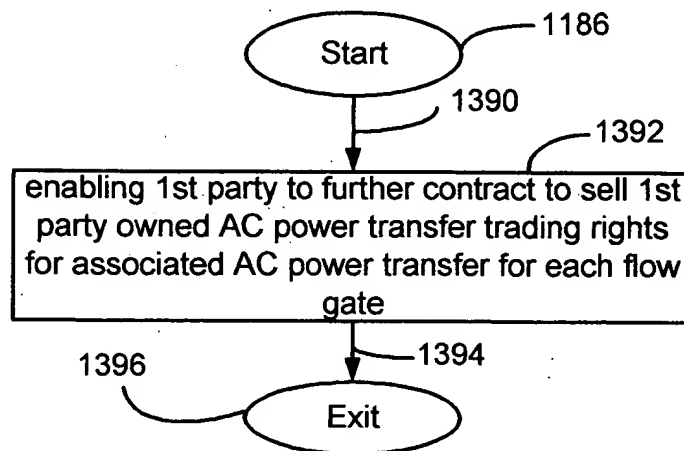 Start
1186
1390
1392
enabling 1st party to further contract to sell 1st
party owned AC power transfer trading rights
for associated AC power transfer for each flow
gate
1394
1396
Exit